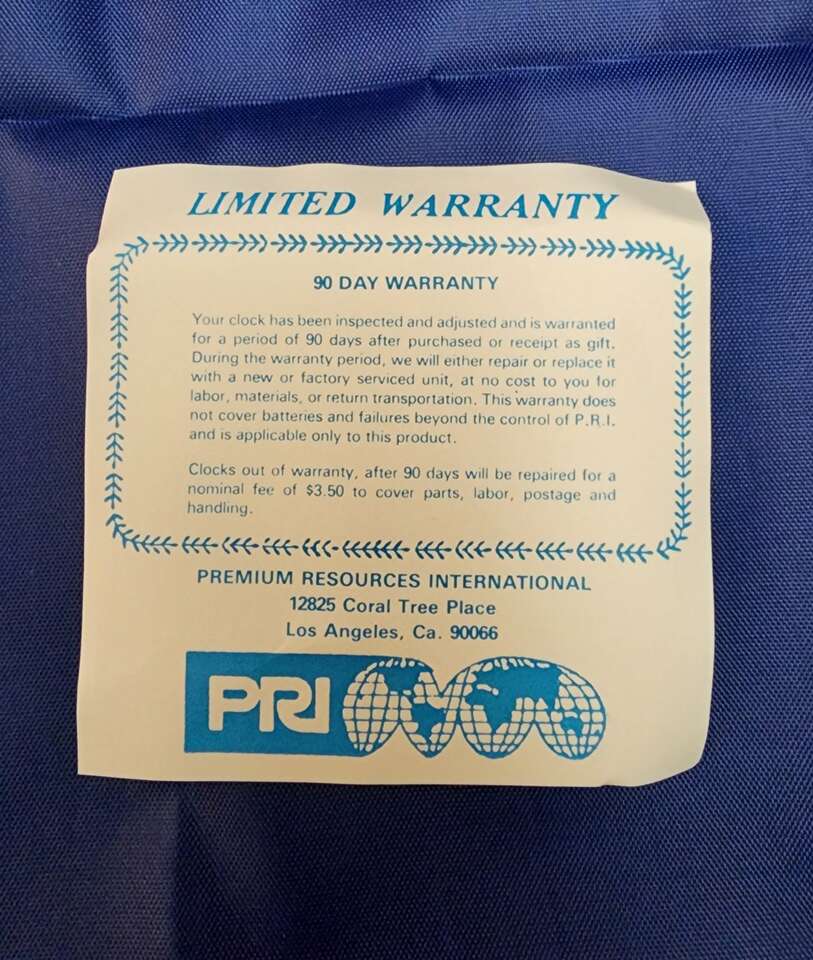 LIMITED WARRANTY
90 DAY WARRANTY
Your clock has been inspected and adjusted and is warranted
for a period of 90 days after purchased or receipt as gift.
During the warranty period, we will either repair or replace it
with a new or factory serviced unit, at no cost to you for
labor, materials, or return transportation. This warranty does
not cover batteries and failures beyond the control of P.R.I.
and is applicable only to this product.
Clocks out of warranty, after 90 days will be repaired for a
nominal fee of $3.50 to cover parts, labor, postage and
handling.
PREMIUM RESOURCES INTERNATIONAL
12825 Coral Tree Place
Los Angeles, Ca. 90066
PRI